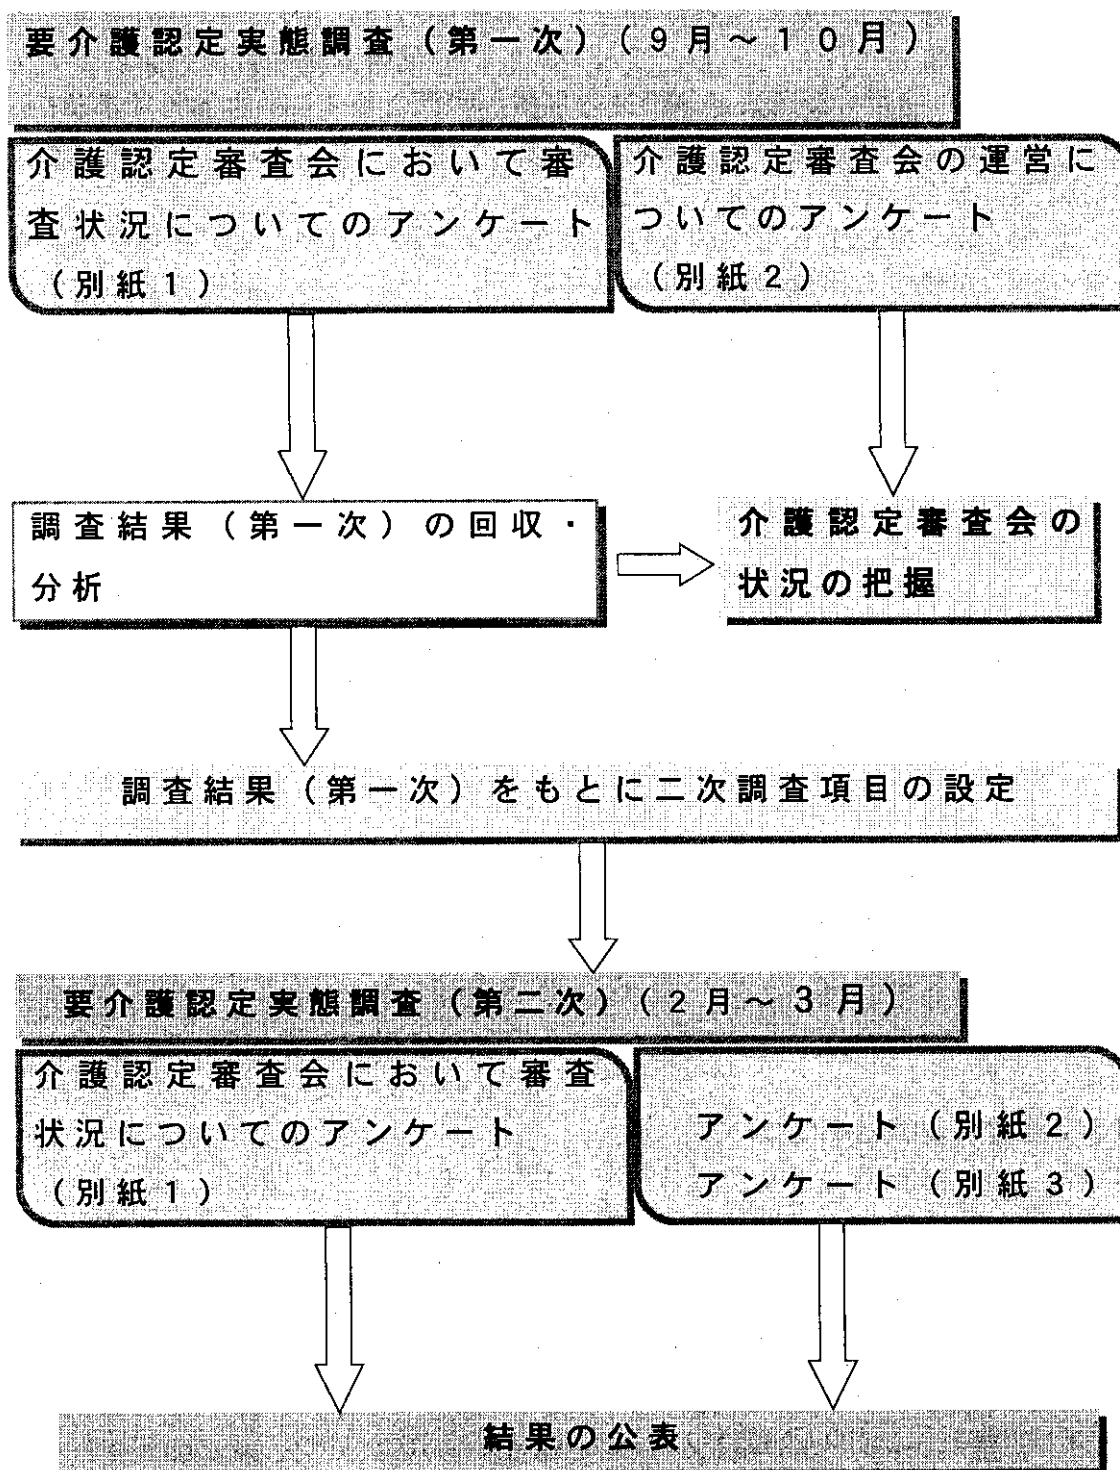 要介護認定実態調査（第一次）（９月～１０月）
介護認定審査会において審
査状況についてのアンケート
（別紙１）
介護認定審査会の運営に
ついてのアンケート
（別紙２）
調査結果（第一次）の回収・
分析
介護認定審査会の
状況の把握
調査結果（第一次）をもとに二次調査項目の設定
要介護認定実態調査（第二次）（２月～３月）
介護認定審査会において審査
状況についてのアンケート
（別紙１）
アンケート（別紙２）
アンケート（別紙３）
結果の公表